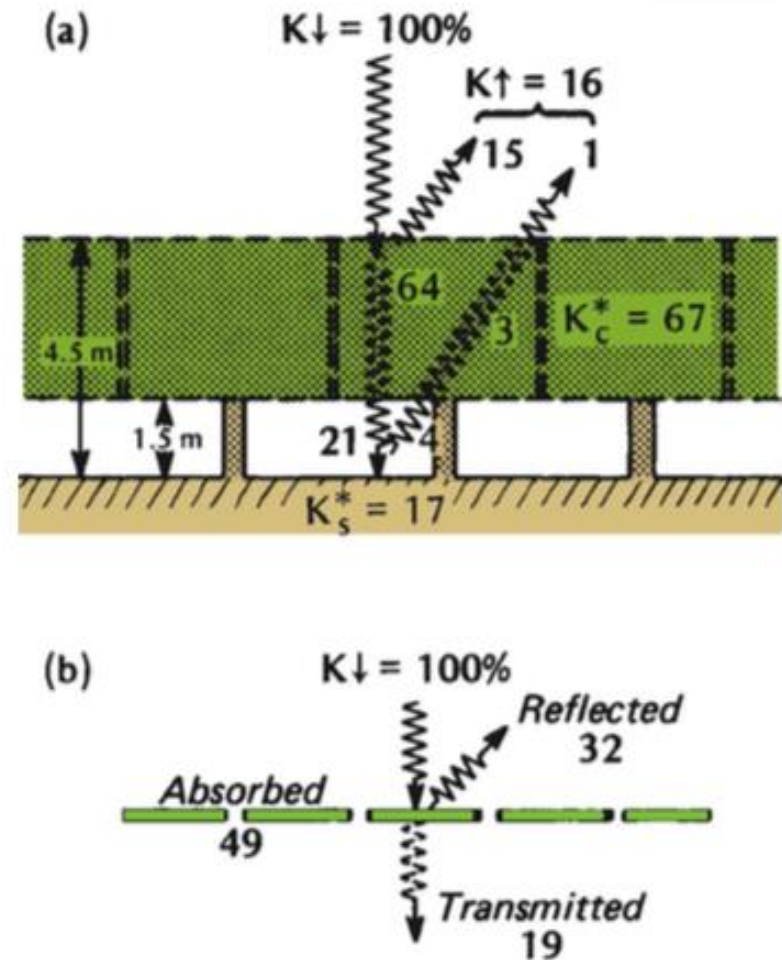 (a)
K↓ = 100%
K↑ = 16
15 1
64
3
K*c = 67
4.5 m
1.5 m
21
4
K*s = 17
(b)
K↓ = 100%
Reflected
32
Absorbed
49
Transmitted
19